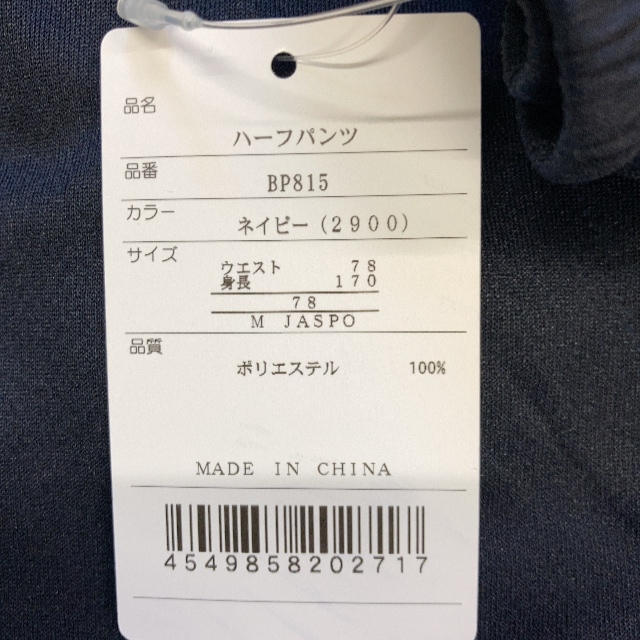 品名
ハーフパンツ
品番
BP815
カラー
ネイビー(2900)
サイズ
ウエスト 78
身長 170
78
M JASPO
品質
ポリエステル 100%
MADE IN CHINA
4549858202717